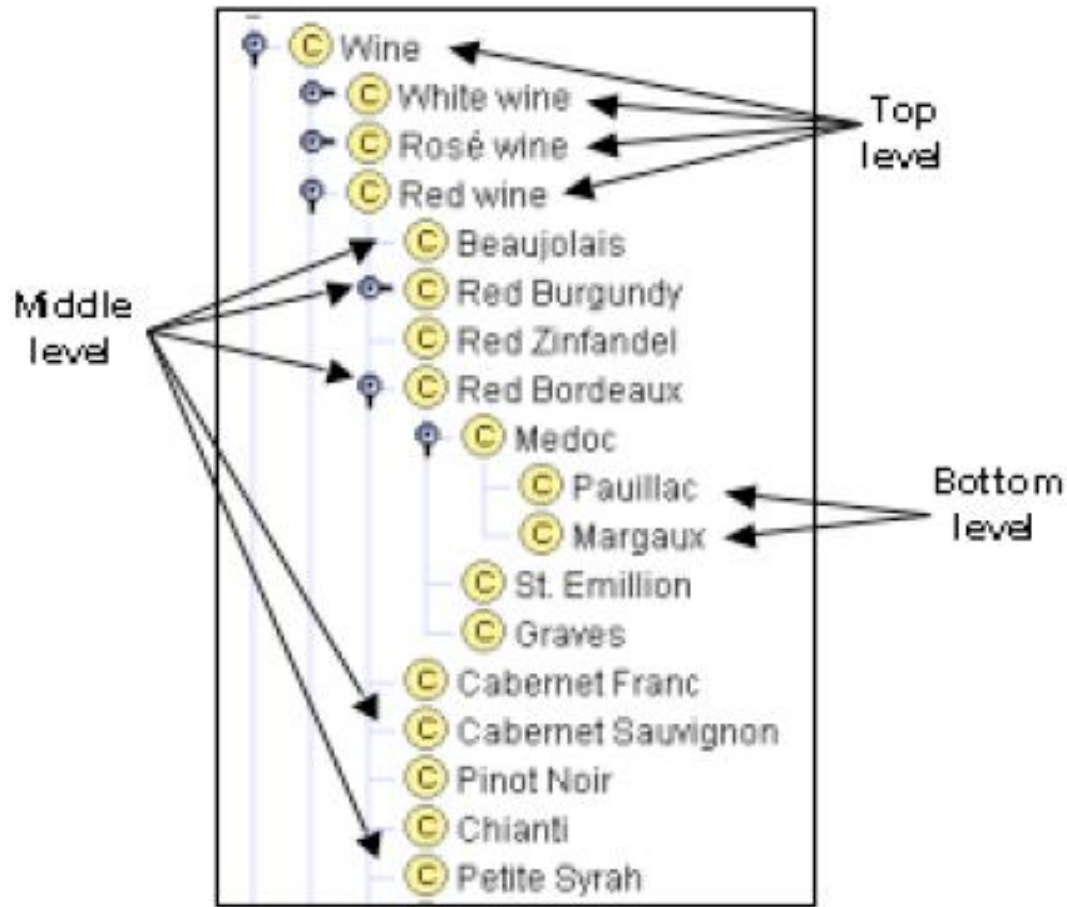 C Wine
C White wine
C Rosé wine
C Red wine
C Beaujolais
C Red Burgundy
C Red Zinfandel
C Red Bordeaux
C Medoc
C Pauillac
C Margaux
C St. Emillion
C Graves
C Cabernet Franc
C Cabernet Sauvignon
C Pinot Noir
C Chianti
C Petite Syrah
Top
level
Middle
level
Bottom
level